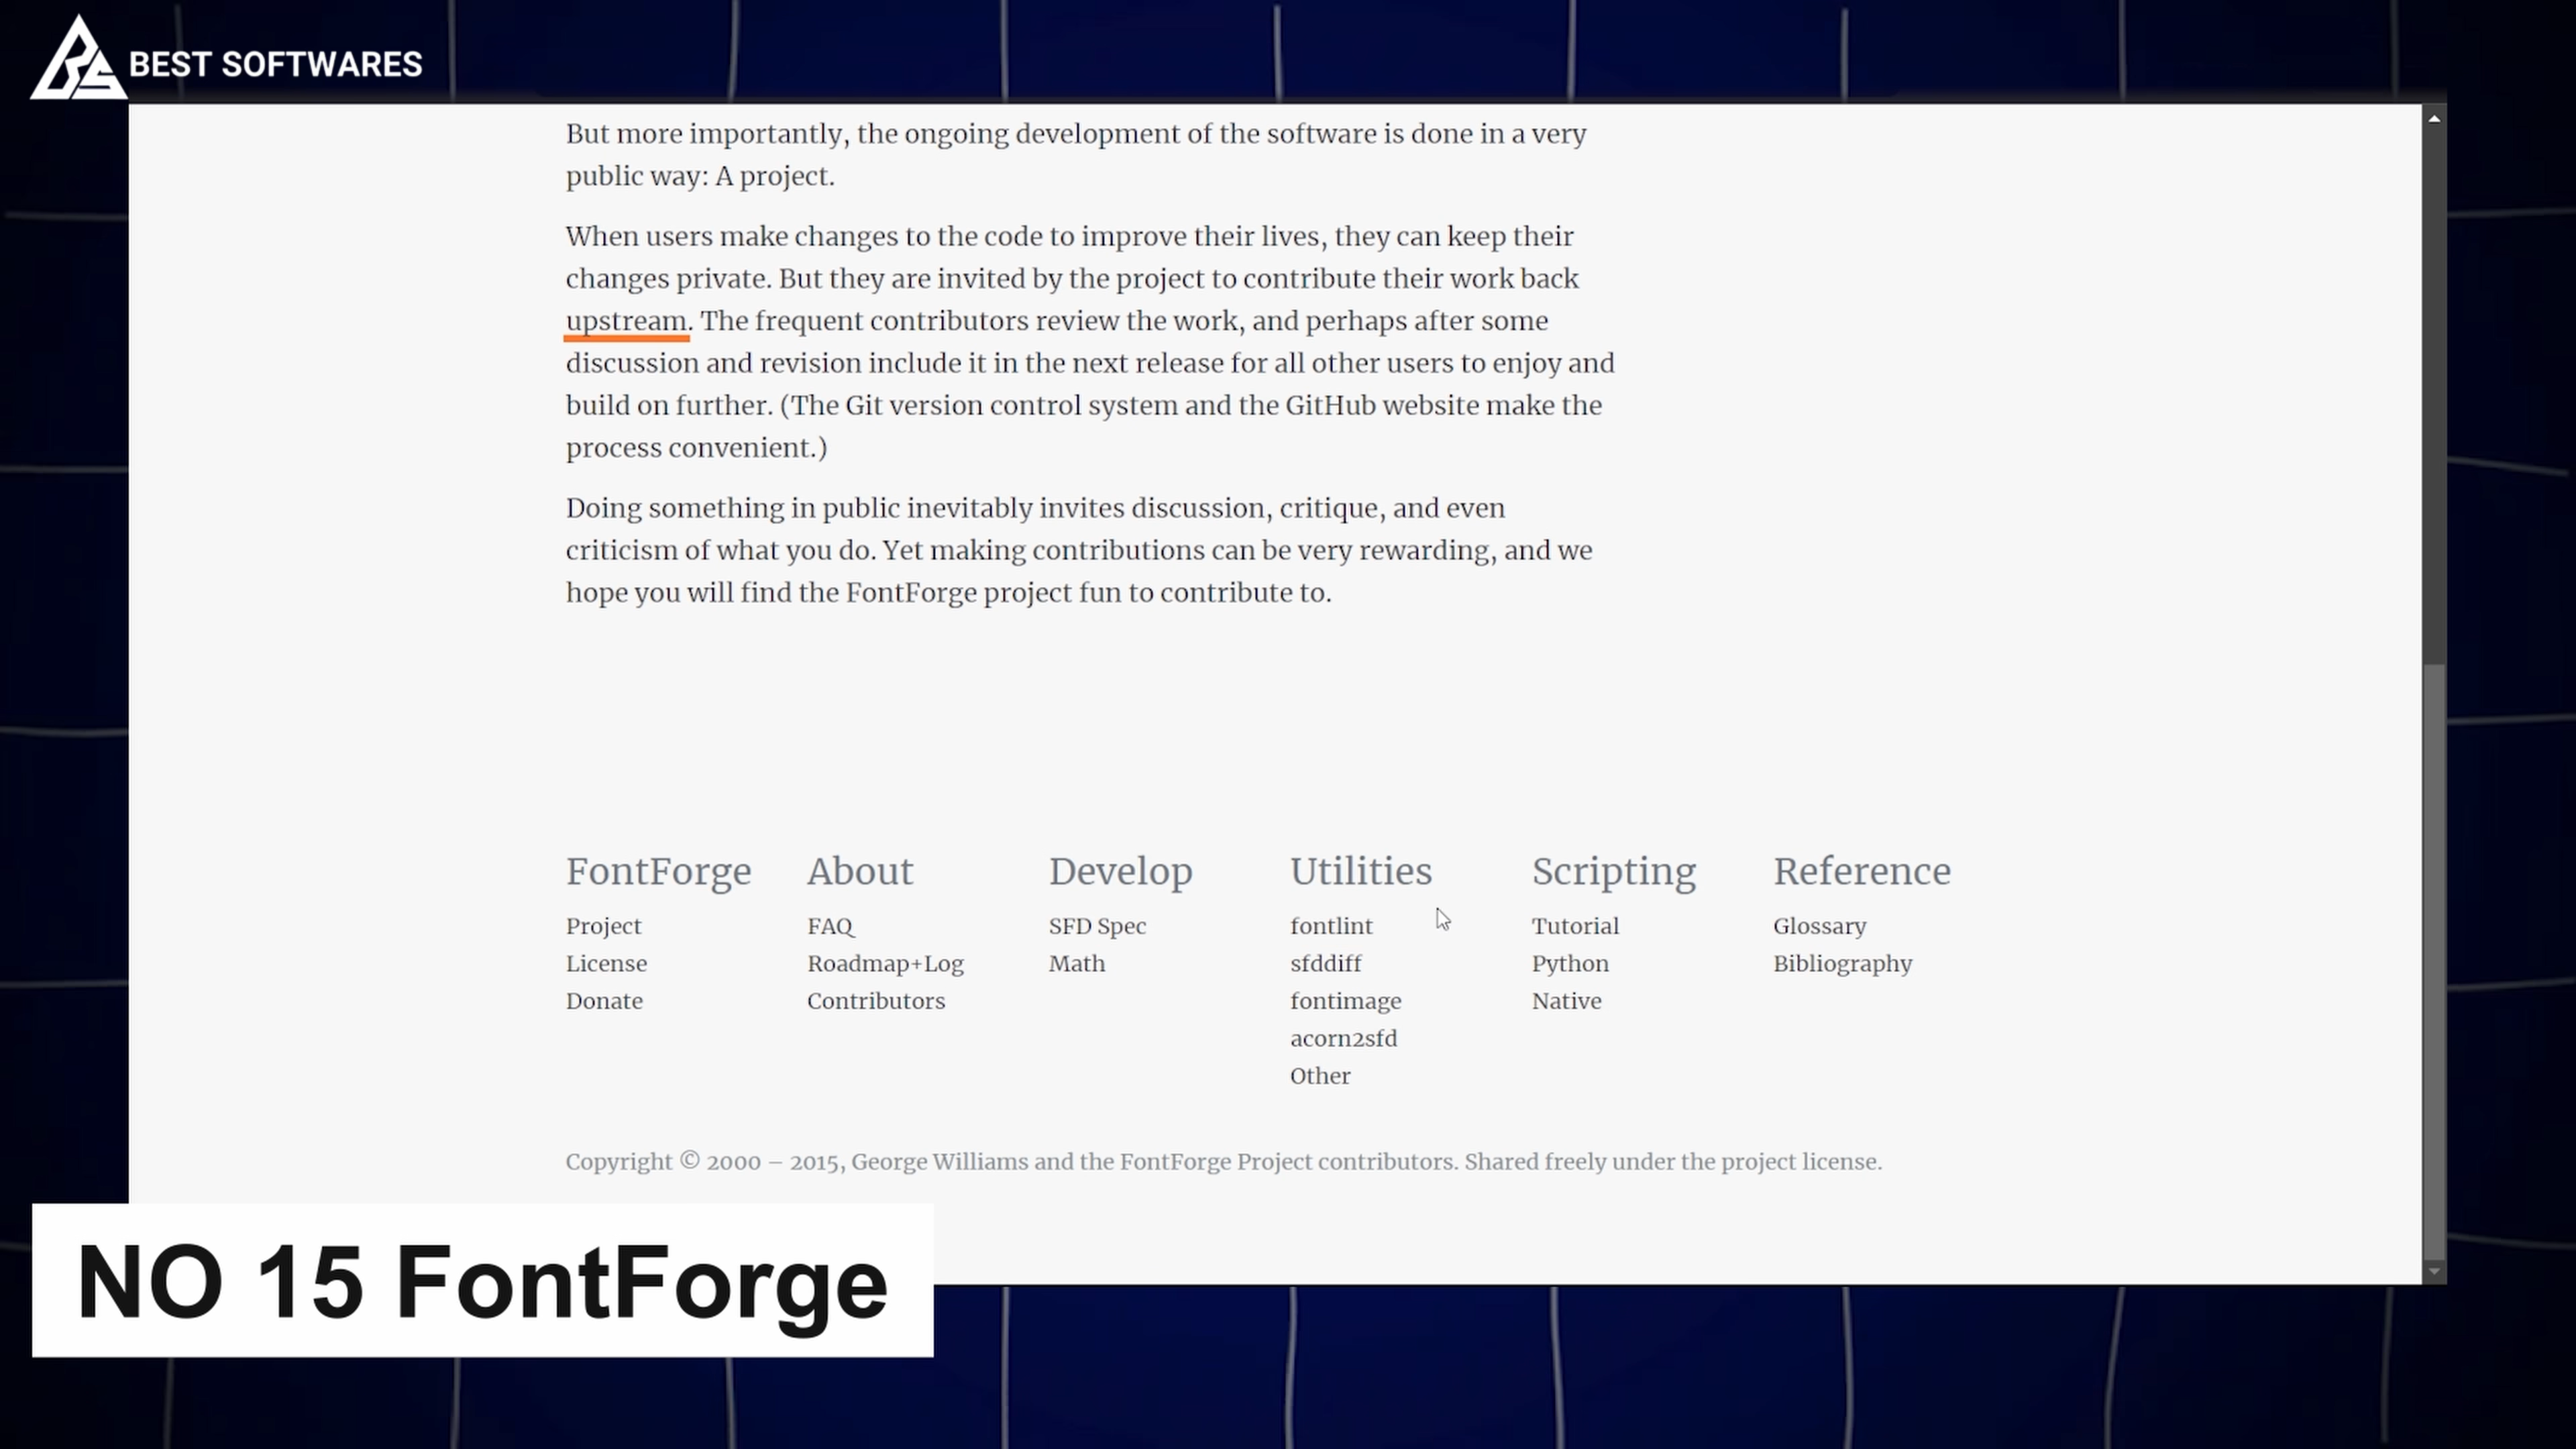 BEST SOFTWARES
But more importantly, the ongoing development of the software is done in a very
public way: A project.
When users make changes to the code to improve their lives, they can keep their
changes private. But they are invited by the project to contribute their work back
upstream. The frequent contributors review the work, and perhaps after some
discussion and revision include it in the next release for all other users to enjoy and
build on further. (The Git version control system and the GitHub website make the
process convenient.)
Doing something in public inevitably invites discussion, critique, and even
criticism of what you do. Yet making contributions can be very rewarding, and we
hope you will find the FontForge project fun to contribute to.
FontForge
Project
License
Donate
About
FAQ
Roadmap+Log
Contributors
Develop
SFD Spec
Math
Utilities
fontlint
sfddiff
fontimage
acorn2sfd
Other
Scripting
Tutorial
Python
Native
Reference
Glossary
Bibliography
Copyright © 2000 – 2015, George Williams and the FontForge Project contributors. Shared freely under the project license.
NO 15 FontForge